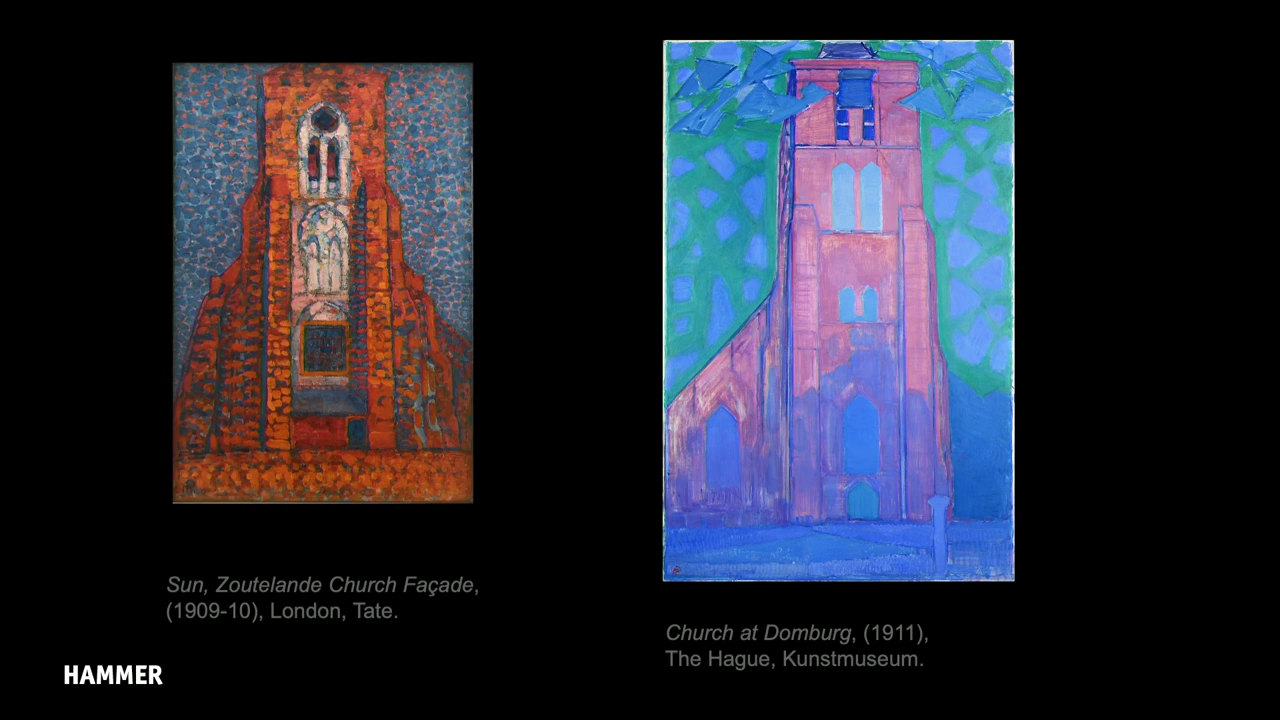 Sun, Zoutelande Church Façade,
(1909-10), London, Tate.
Church at Domburg, (1911),
The Hague, Kunstmuseum.
HAMMER